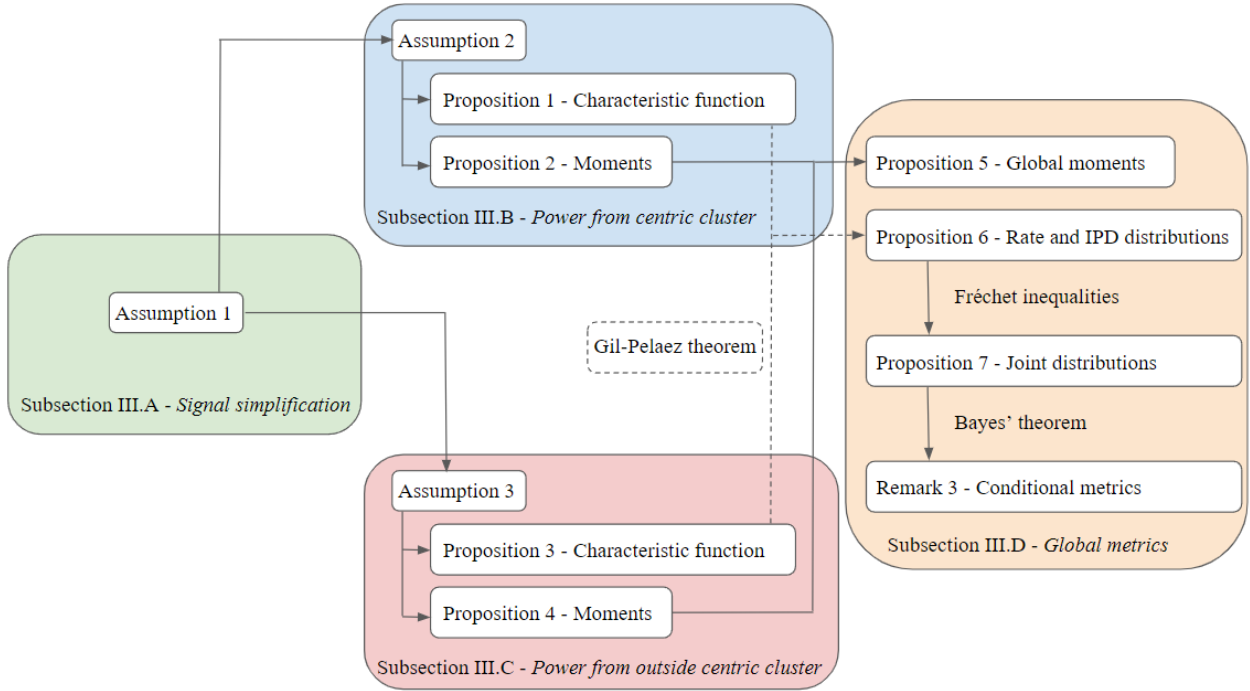 Assumption 2
Proposition 1 - Characteristic function
Proposition 2 - Moments
Subsection III.B - Power from centric cluster
Assumption 1
Subsection III.A - Signal simplification
Gil-Pelaez theorem
Assumption 3
Proposition 3 - Characteristic function
Proposition 4 - Moments
Subsection III.C - Power from outside centric cluster
Proposition 5 - Global moments
Proposition 6 - Rate and IPD distributions
Fréchet inequalities
Proposition 7 - Joint distributions
Bayes’ theorem
Remark 3 - Conditional metrics
Subsection III.D - Global metrics